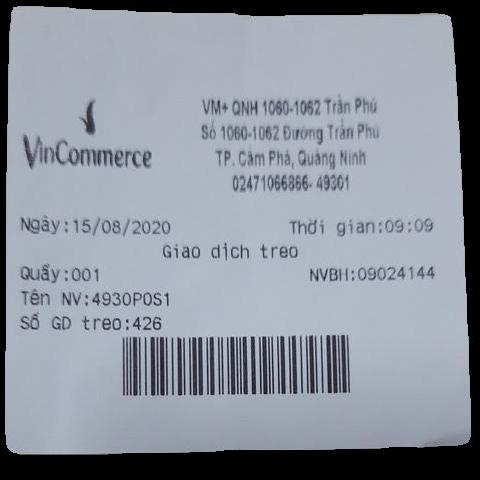 VinCommerce
VM+ QNH 1060-1062 Trần Phú
Số 1060-1062 Đường Trần Phú
TP. Cẩm Phả, Quảng Ninh
02471066866- 49301
Ngày:15/08/2020 Thời gian:09:09
Giao dịch treo
Quầy:001 NVBH:09024144
Tên NV:4930POS1
Số GD treo:426